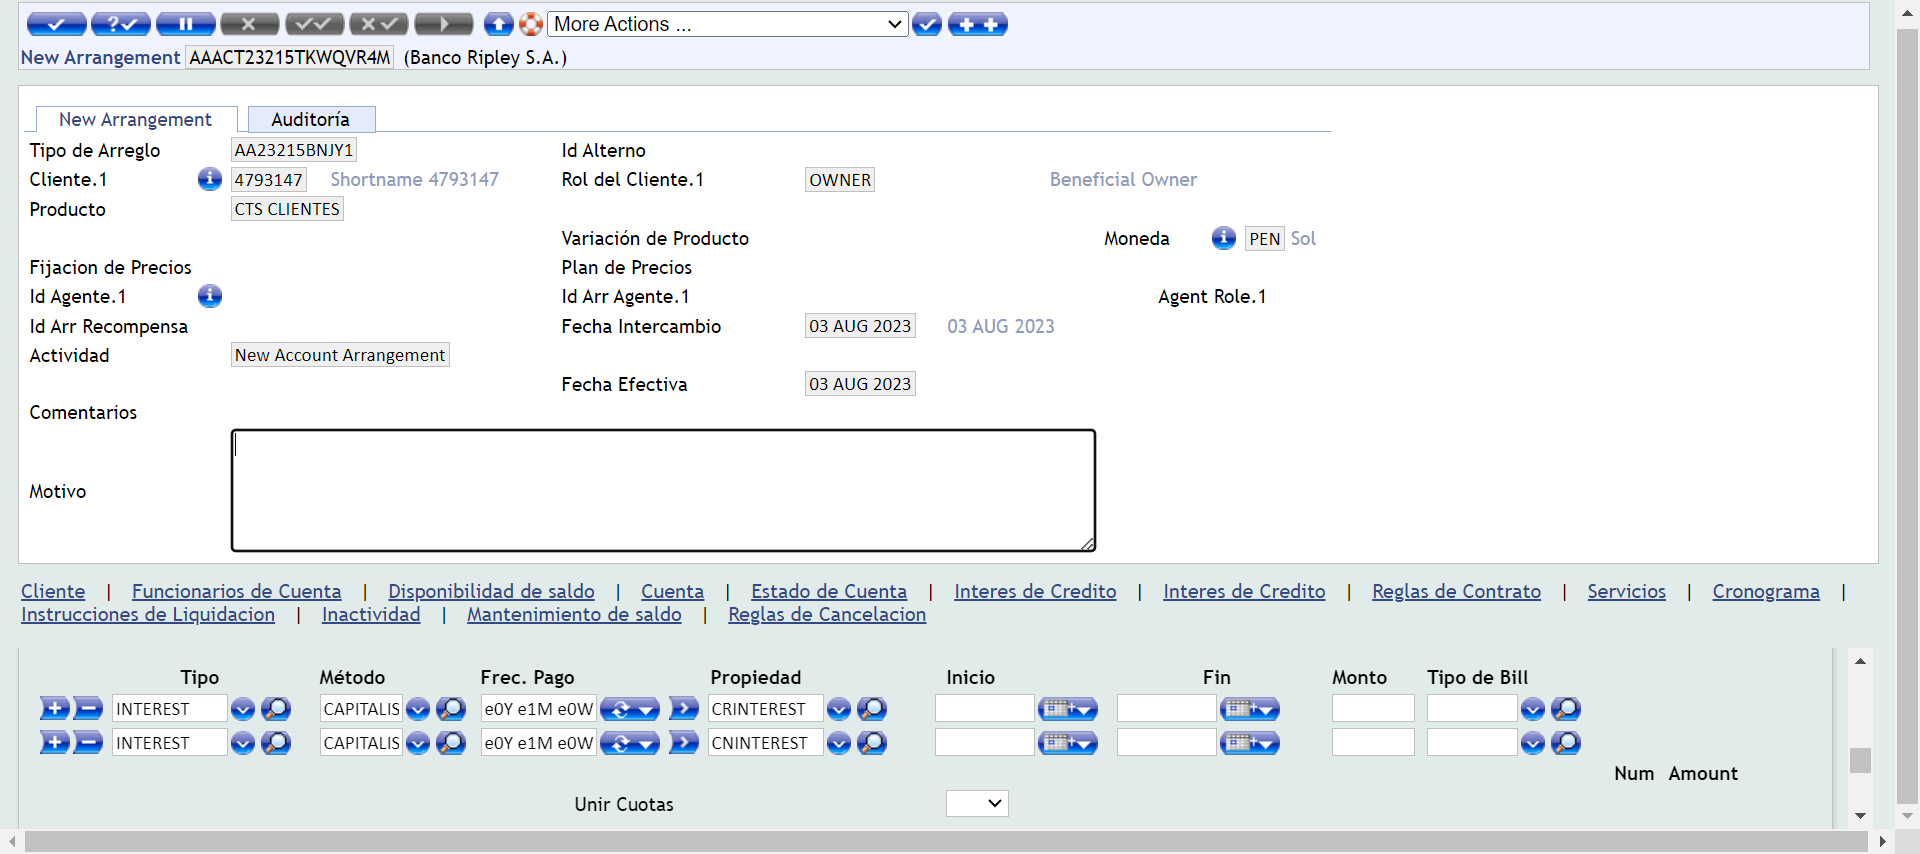 More Actions ...
New Arrangement AAACT23215TKWQVR4M (Banco Ripley S.A.)
New Arrangement Auditoría
Tipo de Arreglo AA23215BNJY1 Id Alterno
Cliente.1 4793147 Shortname 4793147 Rol del Cliente.1 OWNER Beneficial Owner
Producto CTS CLIENTES
Variación de Producto Moneda PEN Sol
Fijacion de Precios Plan de Precios
Id Agente.1 Id Arr Agente.1 Agent Role.1
Id Arr Recompensa Fecha Intercambio 03 AUG 2023 03 AUG 2023
Actividad New Account Arrangement
Fecha Efectiva 03 AUG 2023
Comentarios
Motivo
Cliente | Funcionarios de Cuenta | Disponibilidad de saldo | Cuenta | Estado de Cuenta | Interes de Credito | Interes de Credito | Reglas de Contrato | Servicios | Cronograma |
Instrucciones de Liquidacion | Inactividad | Mantenimiento de saldo | Reglas de Cancelacion
Tipo Método Frec. Pago Propiedad Inicio Fin Monto Tipo de Bill
INTEREST CAPITALIS e0Y e1M e0W CRINTEREST
INTEREST CAPITALIS e0Y e1M e0W CNINTEREST
Num Amount
Unir Cuotas